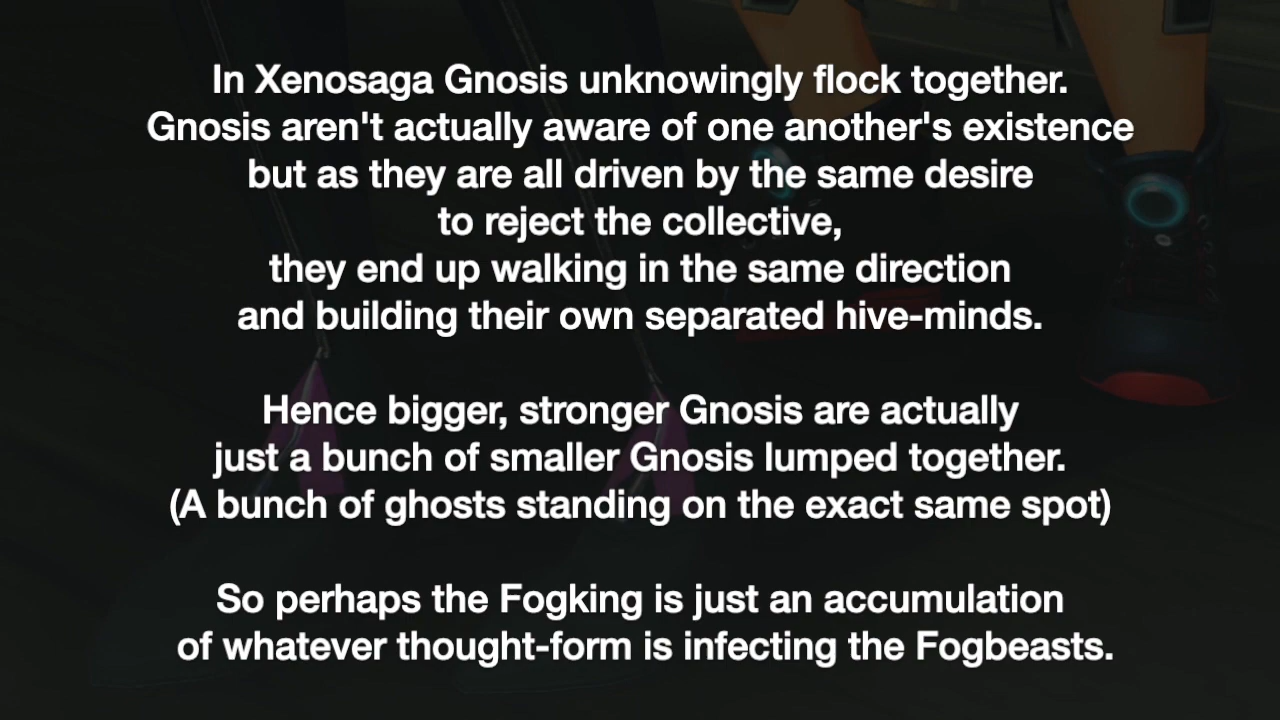 In Xenosaga Gnosis unknowingly flock together.
Gnosis aren't actually aware of one another's existence
but as they are all driven by the same desire
to reject the collective,
they end up walking in the same direction
and building their own separated hive-minds.
Hence bigger, stronger Gnosis are actually
just a bunch of smaller Gnosis lumped together.
(A bunch of ghosts standing on the exact same spot)
So perhaps the Fogking is just an accumulation
of whatever thought-form is infecting the Fogbeasts.